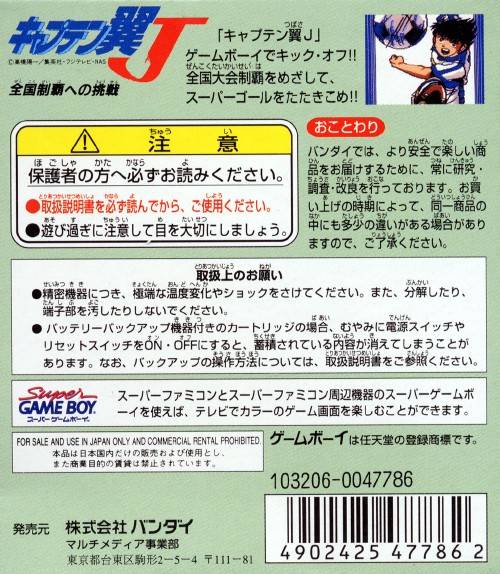 キャプテン翼J
©高橋陽一/集英社・フジテレビ・NAS
全国制覇への挑戦
「キャプテン翼J」
ゲームボーイでキック・オフ!!
全国大会制覇をめざして、
スーパーゴールをたたきこめ!!
注意
保護者の方へ必ずお読みください。
●取扱説明書を必ず読んでから、ご使用ください。
●遊び過ぎに注意して目を大切にしましょう。
おことわり
バンダイでは、より安全で楽しい商
品をお届けするために、常に研究・
調査・改良を行っております。お買
い上げの時期によって、同一商品の
中にも多少の違いがある場合があり
ますので、ご了承ください。
取扱上のお願い
●精密機器につき、極端な温度変化やショックをさけてください。また、分解したり、
端子部を汚したりしないでください。
●バッテリーバックアップ機器付きのカートリッジの場合、むやみに電源スイッチや
リセットスイッチをON・OFFにすると、蓄積されている内容が消えてしまうことが
あります。なお、バックアップの操作方法については、取扱説明書をご参照ください。
Super
GAME BOY
スーパーゲームボーイ
スーパーファミコンとスーパーファミコン周辺機器のスーパーゲームボ
ーイを使えば、テレビでカラーのゲーム画面を楽しむことができます。
FOR SALE AND USE IN JAPAN ONLY AND COMMERCIAL RENTAL PROHIBITED.
本品は日本国内だけの販売および使用とし、
また商業目的の賃貸は禁止されています。
ゲームボーイは任天堂の登録商標です。
103206-0047786
発売元 株式会社 バンダイ
マルチメディア事業部
東京都台東区駒形2-5-4 〒111-81
4902425477862